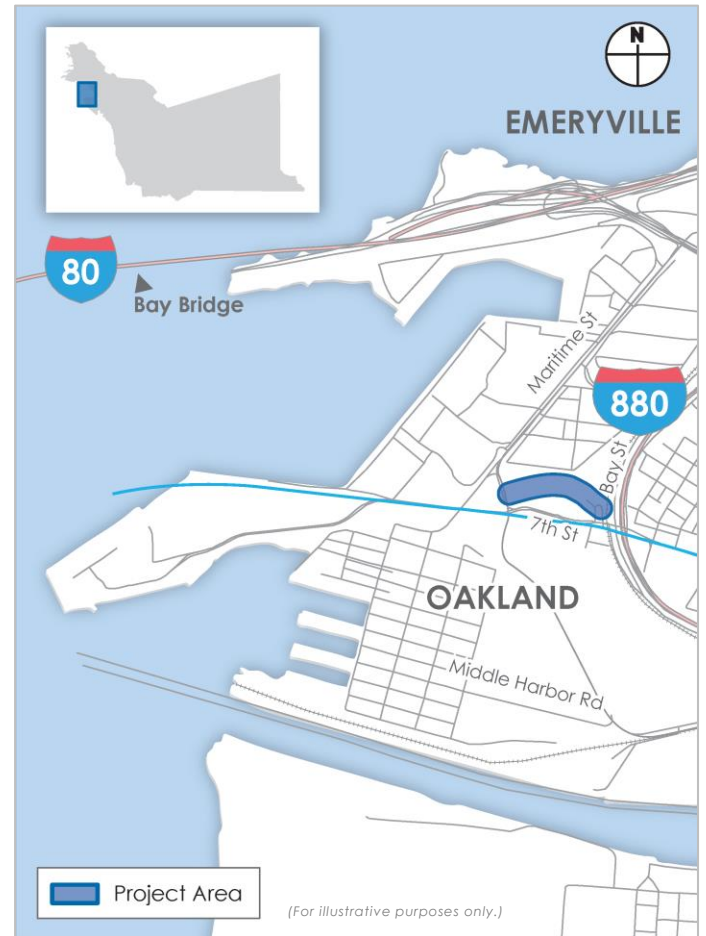 N
EMERYVILLE
80
Bay Bridge
Maritime St
880
Bay St
7th St
OAKLAND
Middle Harbor Rd
Project Area
(For illustrative purposes only.)